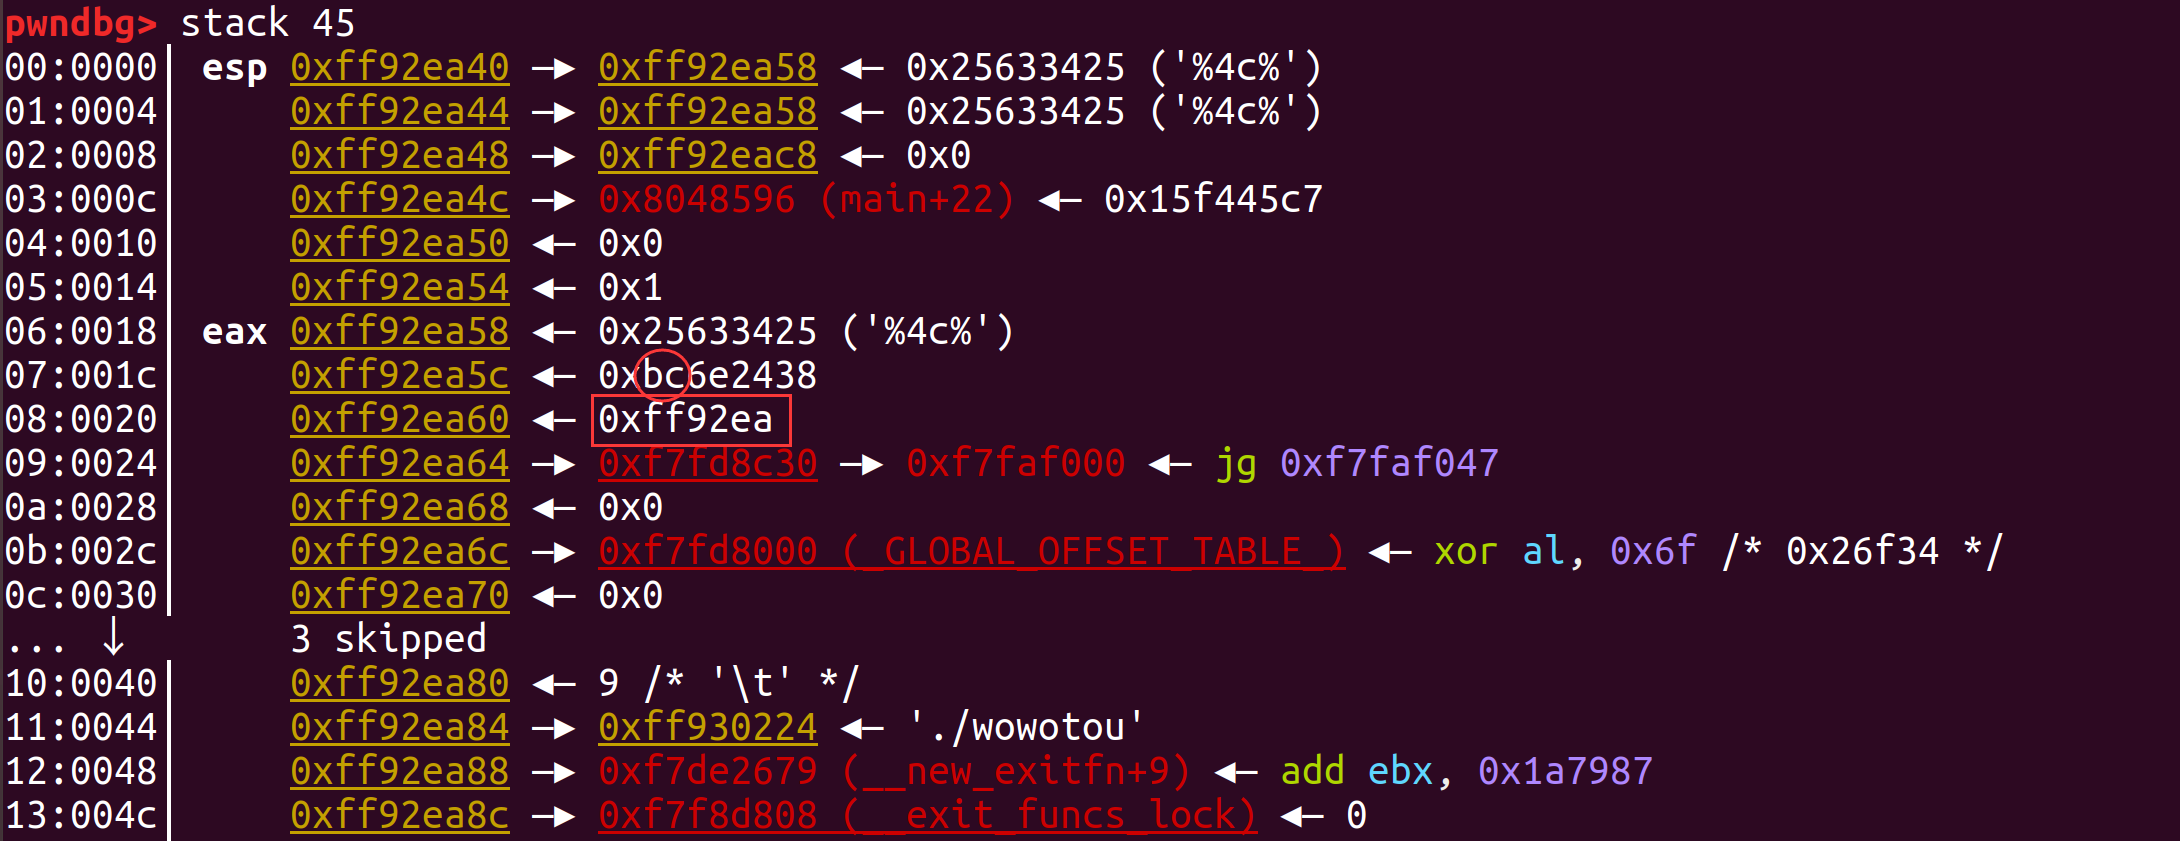 pwndbg> stack 45
00:0000│ esp 0xff92ea40 —▸ 0xff92ea58 ◂— 0x25633425 ('%4c%')
01:0004│     0xff92ea44 —▸ 0xff92ea58 ◂— 0x25633425 ('%4c%')
02:0008│     0xff92ea48 —▸ 0xff92eac8 ◂— 0x0
03:000c│     0xff92ea4c —▸ 0x8048596 (main+22) ◂— 0x15f445c7
04:0010│     0xff92ea50 ◂— 0x0
05:0014│     0xff92ea54 ◂— 0x1
06:0018│ eax 0xff92ea58 ◂— 0x25633425 ('%4c%')
07:001c│     0xff92ea5c ◂— 0xbc6e2438
08:0020│     0xff92ea60 ◂— 0xff92ea
09:0024│     0xff92ea64 —▸ 0xf7fd8c30 —▸ 0xf7faf000 ◂— jg 0xf7faf047
0a:0028│     0xff92ea68 ◂— 0x0
0b:002c│     0xff92ea6c —▸ 0xf7fd8000 (_GLOBAL_OFFSET_TABLE_) ◂— xor al, 0x6f /* 0x26f34 */
0c:0030│     0xff92ea70 ◂— 0x0
... ↓        3 skipped
10:0040│     0xff92ea80 ◂— 9 /* '\t' */
11:0044│     0xff92ea84 —▸ 0xff930224 ◂— './wowotou'
12:0048│     0xff92ea88 —▸ 0xf7de2679 (__new_exitfn+9) ◂— add ebx, 0x1a7987
13:004c│     0xff92ea8c —▸ 0xf7f8d808 (__exit_funcs_lock) ◂— 0